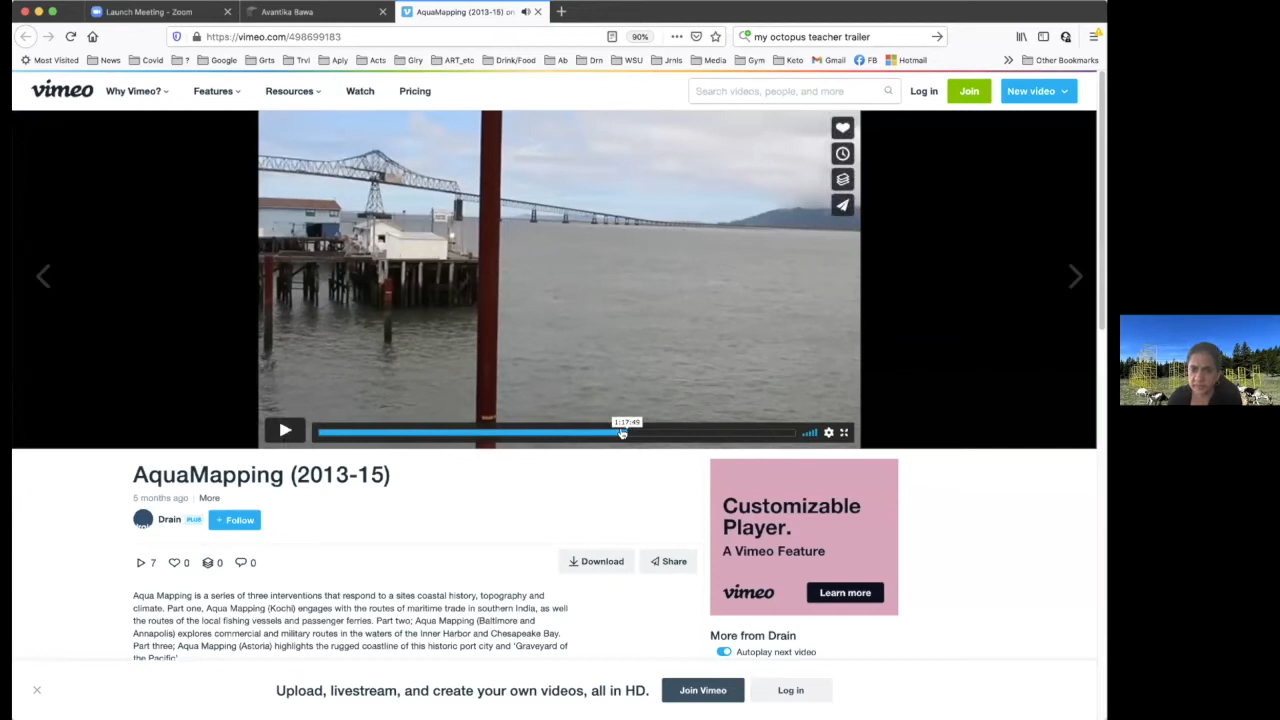 Launch Meeting - Zoom
Avantika Bawa
AquaMapping (2013-15) on
https://vimeo.com/498699183
90%
my octopus teacher trailer
Most Visited
News
Covid
?
Google
Grts
Trvl
Aply
Acts
Glry
ART_etc
Drink/Food
Ab
Drn
WSU
Jrnls
Media
Gym
Keto
Gmail
FB
Hotmail
Other Bookmarks
vimeo
Why Vimeo?
Features
Resources
Watch
Pricing
Search videos, people, and more
Log in
Join
New video
1:17:49
AquaMapping (2013-15)
5 months ago
More
Drain
PLUS
+ Follow
7
0
0
0
Download
Share
Aqua Mapping is a series of three interventions that respond to a sites coastal history, topography and
climate. Part one, Aqua Mapping (Kochi) engages with the routes of maritime trade in southern India, as well
the routes of the local fishing vessels and passenger ferries. Part two; Aqua Mapping (Baltimore and
Annapolis) explores commercial and military routes in the waters of the Inner Harbor and Chesapeake Bay.
Part three; Aqua Mapping (Astoria) highlights the rugged coastline of this historic port city and 'Graveyard of
the Pacific'
Customizable
Player.
A Vimeo Feature
vimeo
Learn more
More from Drain
Autoplay next video
Upload, livestream, and create your own videos, all in HD.
Join Vimeo
Log in